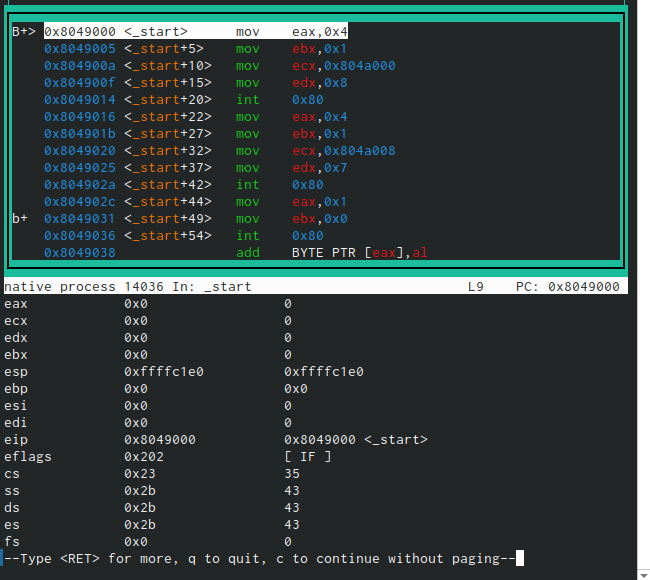 B+> 0x8049000 <_start>      mov    eax,0x4
    0x8049005 <_start+5>    mov    ebx,0x1
    0x804900a <_start+10>   mov    ecx,0x804a000
    0x804900f <_start+15>   mov    edx,0x8
    0x8049014 <_start+20>   int    0x80
    0x8049016 <_start+22>   mov    eax,0x4
    0x804901b <_start+27>   mov    ebx,0x1
    0x8049020 <_start+32>   mov    ecx,0x804a008
    0x8049025 <_start+37>   mov    edx,0x7
    0x804902a <_start+42>   int    0x80
    0x804902c <_start+44>   mov    eax,0x1
b+  0x8049031 <_start+49>   mov    ebx,0x0
    0x8049036 <_start+54>   int    0x80
    0x8049038               add    BYTE PTR [eax],al
native process 14036 In: _start                               L9    PC: 0x8049000
eax            0x0                 0
ecx            0x0                 0
edx            0x0                 0
ebx            0x0                 0
esp            0xffffc1e0          0xffffc1e0
ebp            0x0                 0x0
esi            0x0                 0
edi            0x0                 0
eip            0x8049000           0x8049000 <_start>
eflags         0x202               [ IF ]
cs             0x23                35
ss             0x2b                43
ds             0x2b                43
es             0x2b                43
fs             0x0                 0
--Type <RET> for more, q to quit, c to continue without paging--